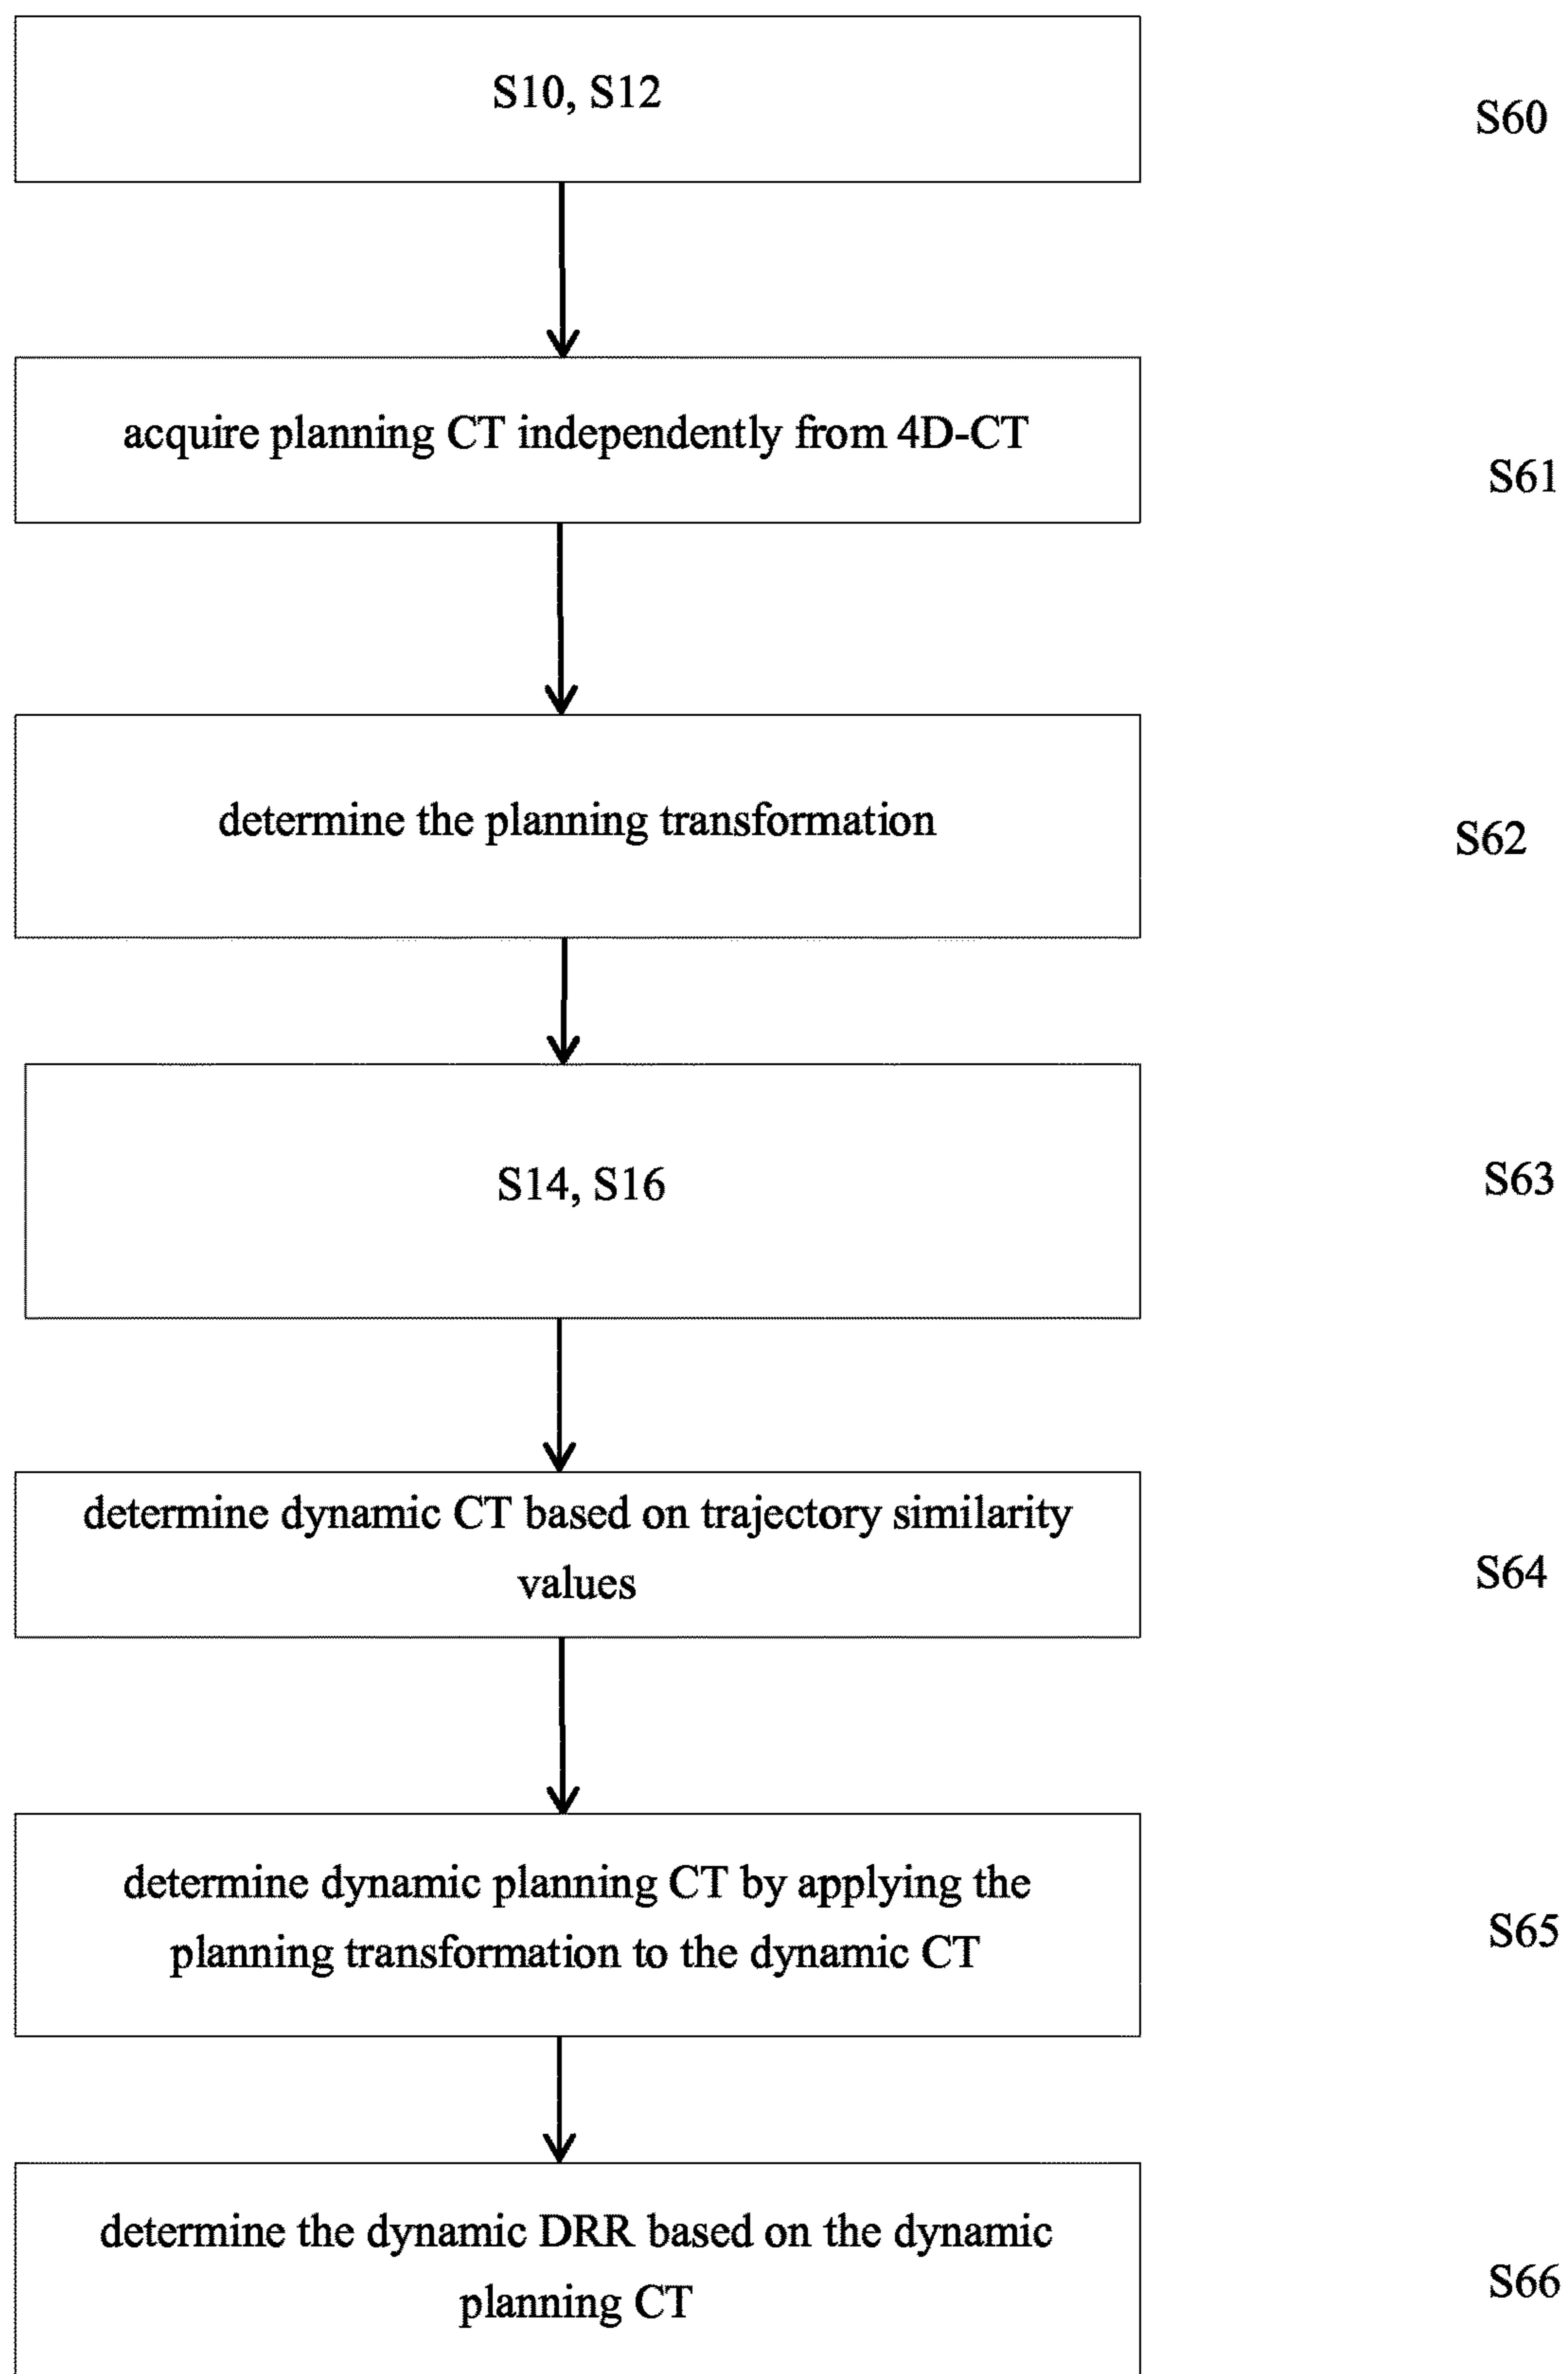 S10, S12
S60
acquire planning CT independently from 4D-CT
S61
determine the planning transformation
S62
S14, S16
S63
determine dynamic CT based on trajectory similarity
values
S64
determine dynamic planning CT by applying the
planning transformation to the dynamic CT
S65
determine the dynamic DRR based on the dynamic
planning CT
S66